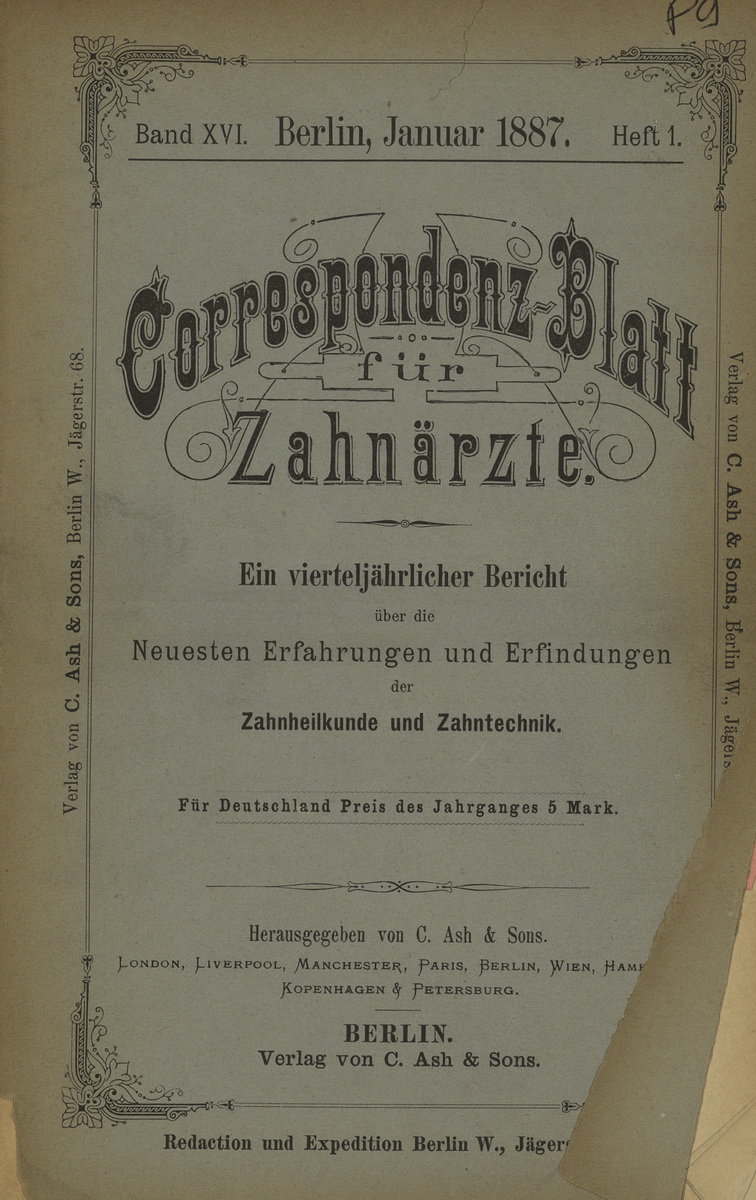 P9
Band XVI. Berlin, Januar 1887. Heft 1.
Correspondenz-Blatt
für
Zahnärzte.
Ein vierteljährlicher Bericht
über die
Neuesten Erfahrungen und Erfindungen
der
Zahnheilkunde und Zahntechnik.
Für Deutschland Preis des Jahrganges 5 Mark.
Herausgegeben von C. Ash & Sons.
London, Liverpool, Manchester, Paris, Berlin, Wien,
Kopenhagen & Petersburg.
BERLIN.
Verlag von C. Ash & Sons.
Redaction und Expedition Berlin W.,
Verlag von C. Ash & Sons, Berlin W., Jägerstr. 68.
Verlag von C. Ash & Sons, Berlin W.,